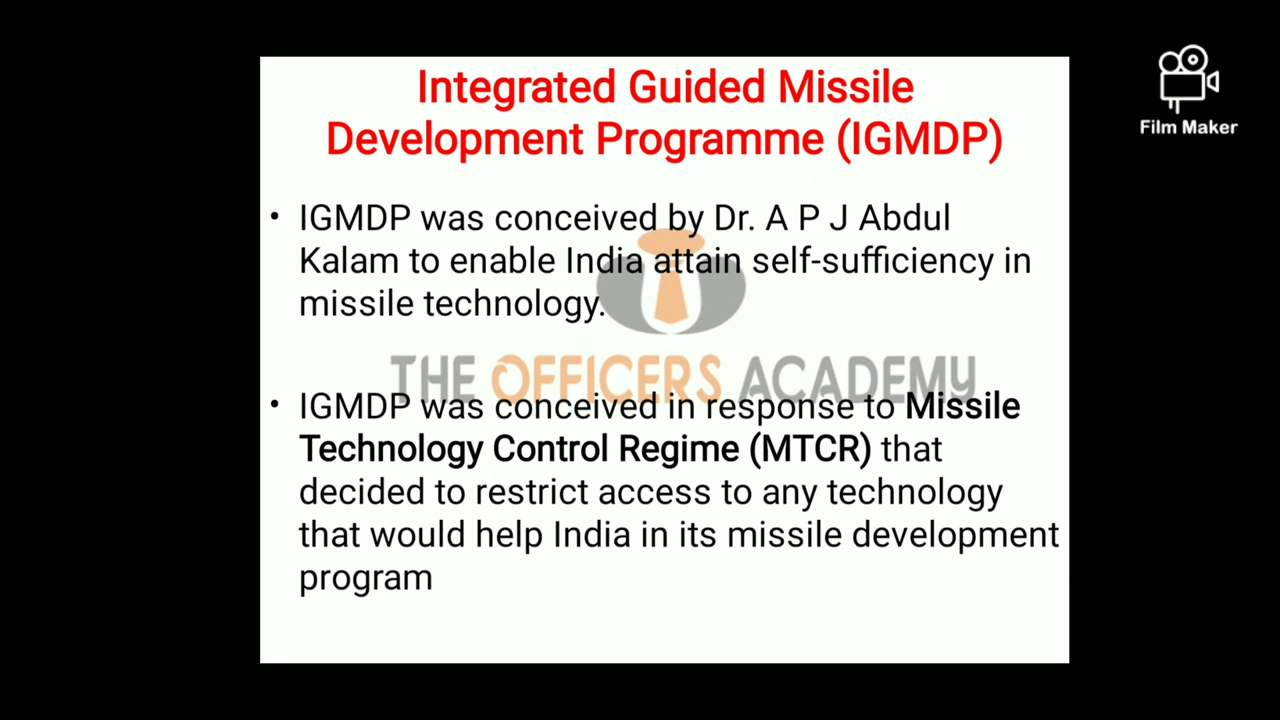 Integrated Guided Missile
Development Programme (IGMDP)
Film Maker
• IGMDP was conceived by Dr. A P J Abdul
Kalam to enable India attain self-sufficiency in
missile technology.
THE OFFICERS ACADEMY
• IGMDP was conceived in response to Missile
Technology Control Regime (MTCR) that
decided to restrict access to any technology
that would help India in its missile development
program